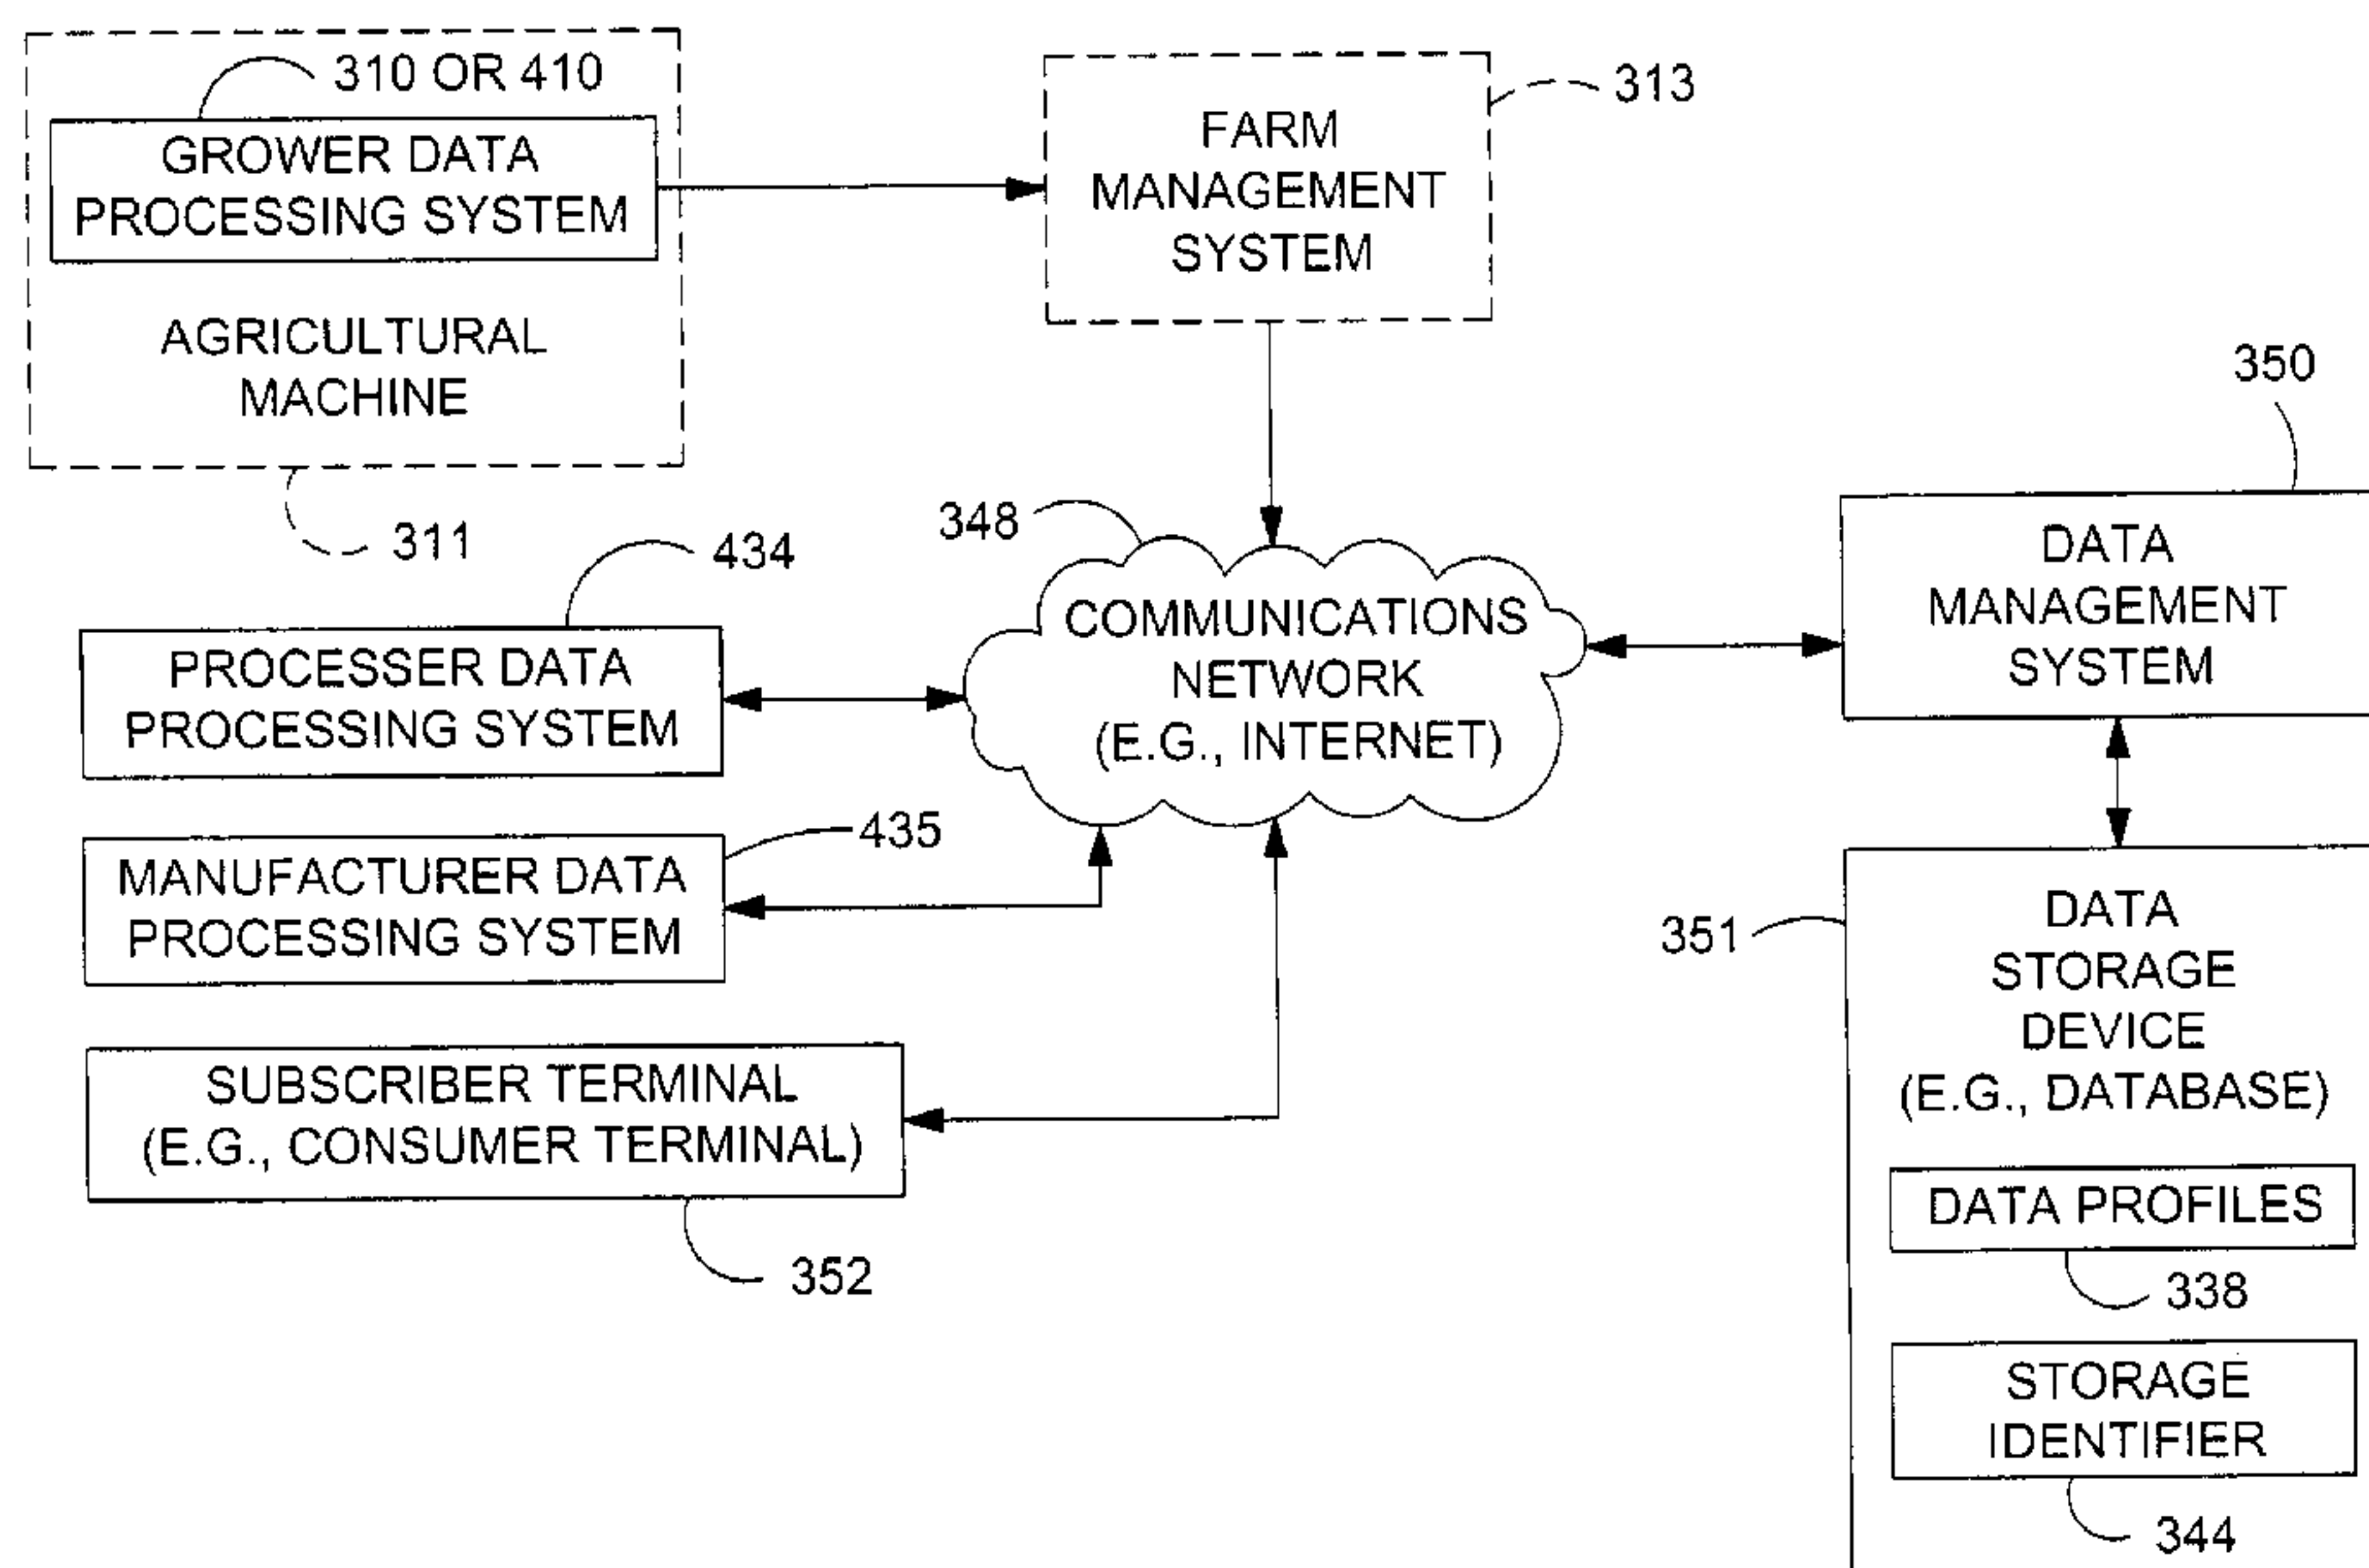 310 OR 410
GROWER DATA
PROCESSING SYSTEM
AGRICULTURAL
MACHINE
311
FARM
MANAGEMENT
SYSTEM
313
348
COMMUNICATIONS
NETWORK
(E.G., INTERNET)
350
DATA
MANAGEMENT
SYSTEM
434
PROCESSER DATA
PROCESSING SYSTEM
435
MANUFACTURER DATA
PROCESSING SYSTEM
SUBSCRIBER TERMINAL
(E.G., CONSUMER TERMINAL)
352
351
DATA
STORAGE
DEVICE
(E.G., DATABASE)
DATA PROFILES
338
STORAGE
IDENTIFIER
344